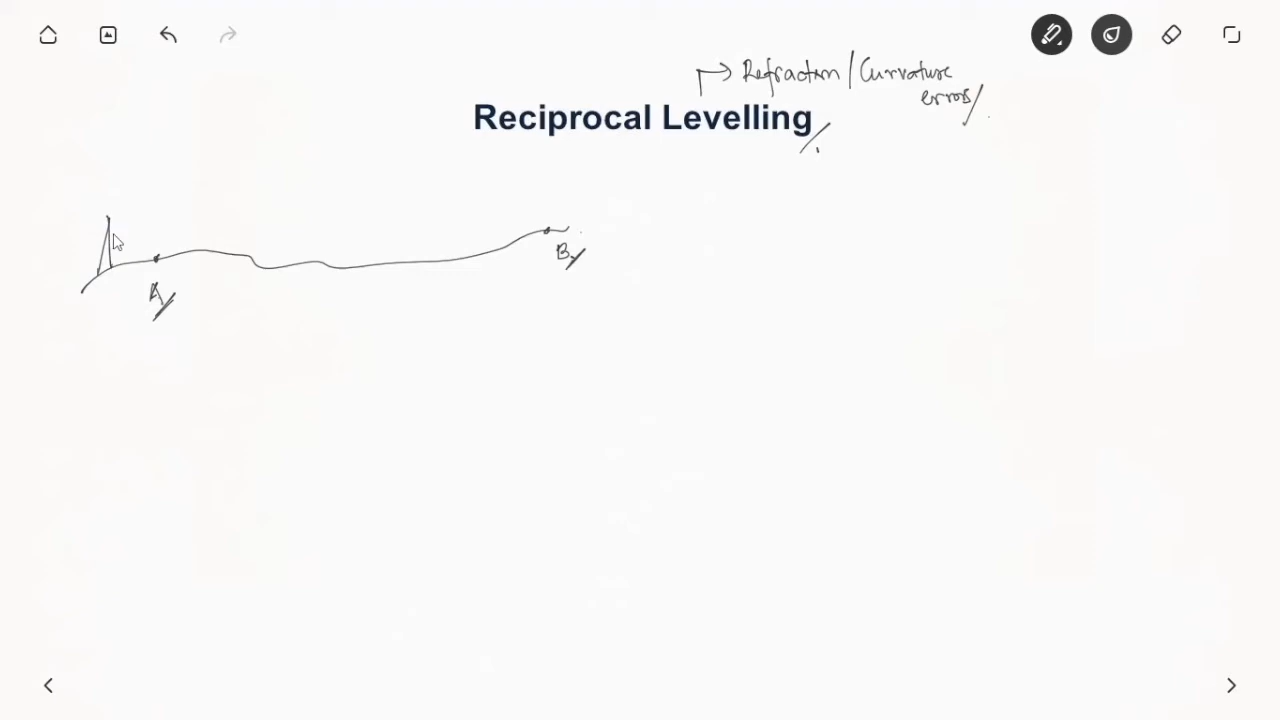 Refraction / Curvature
errors
Reciprocal Levelling
A
B